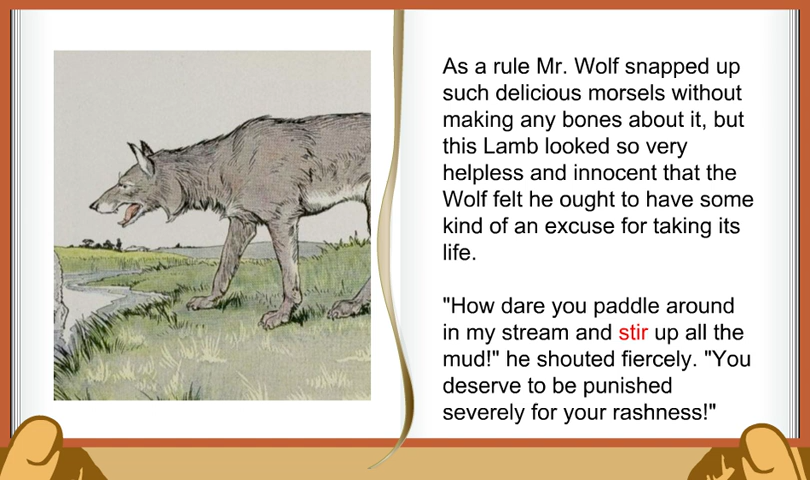 As a rule Mr. Wolf snapped up
such delicious morsels without
making any bones about it, but
this Lamb looked so very
helpless and innocent that the
Wolf felt he ought to have some
kind of an excuse for taking its
life.
"How dare you paddle around
in my stream and stir up all the
mud!" he shouted fiercely. "You
deserve to be punished
severely for your rashness!"